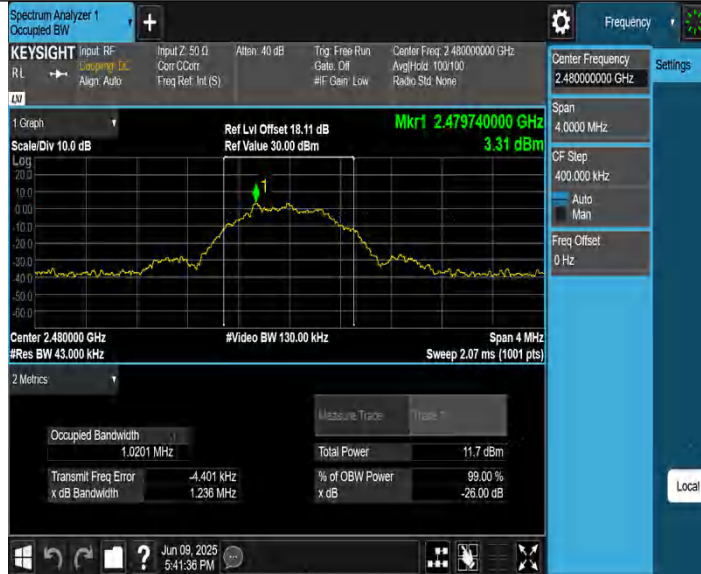 Spectrum Analyzer 1
Occupied BW
Frequency
KEYSIGHT
Input: RF
Coupling: DC
Align: Auto
Input Z: 50 Ω
Corr CCorr
Freq Ref: Int (S)
Atten: 40 dB
Trig: Free Run
Gate: Off
#IF Gain: Low
Center Freq: 2.480000000 GHz
Avg|Hold: 100/100
Radio Std: None
RL
Center Frequency
2.480000000 GHz
Settings
Span
4.0000 MHz
CF Step
400.000 kHz
Auto
Man
Freq Offset
0 Hz
1 Graph
Scale/Div 10.0 dB
Ref Lvl Offset 18.11 dB
Ref Value 30.00 dBm
Mkr1 2.479740000 GHz
3.31 dBm
Log
20.0
10.0
0.00
-10.0
-20.0
-30.0
-40.0
-50.0
-60.0
1
Center 2.480000 GHz
#Res BW 43.000 kHz
#Video BW 130.00 kHz
Span 4 MHz
Sweep 2.07 ms (1001 pts)
2 Metrics
Measure Trace
Trace 1
Occupied Bandwidth
1.0201 MHz
Total Power
11.7 dBm
Transmit Freq Error
-4.401 kHz
% of OBW Power
99.00 %
x dB Bandwidth
1.236 MHz
x dB
-26.00 dB
Local
Jun 09, 2025
5:41:36 PM